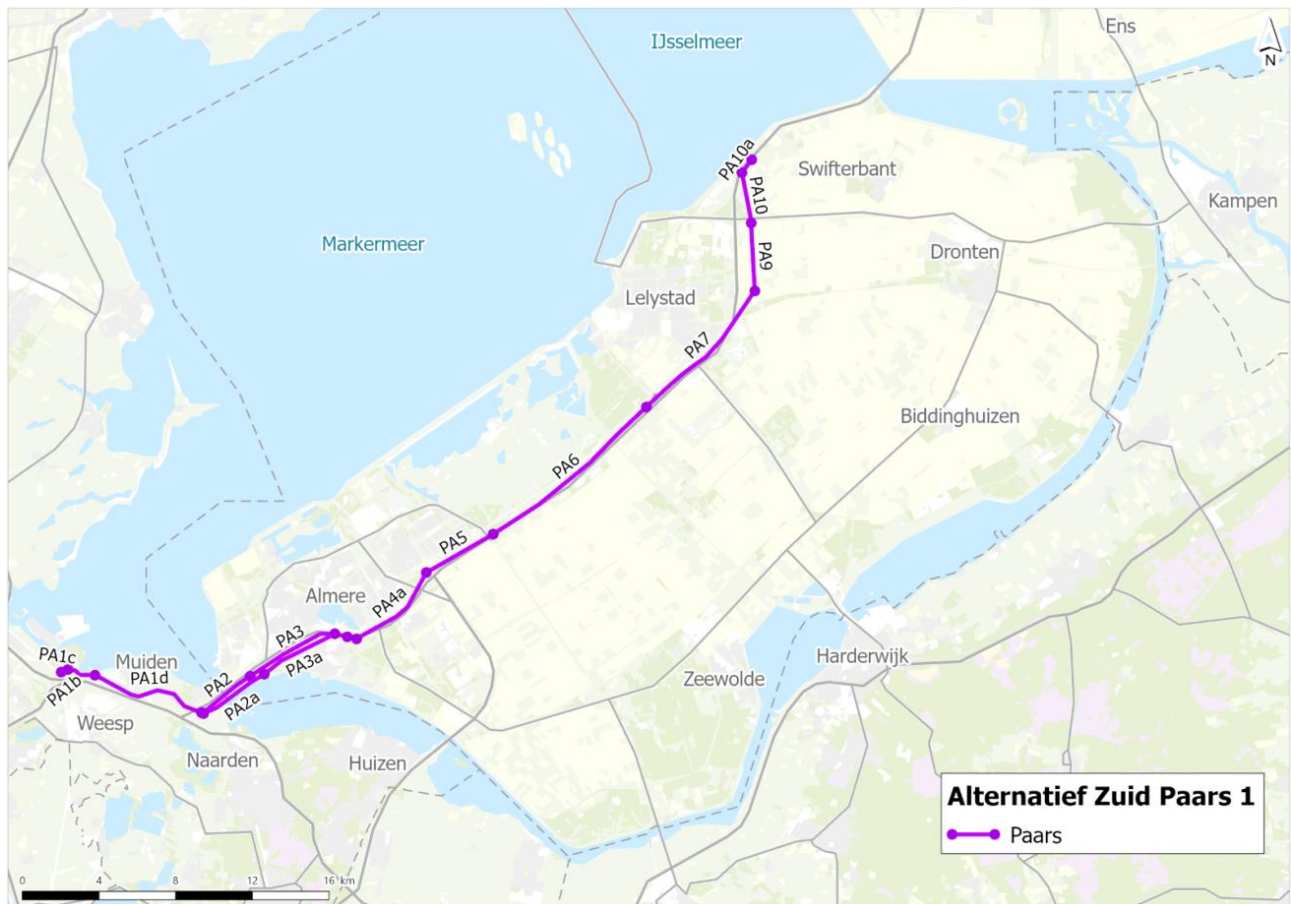 IJsselmeer
Ens
N
PA10a
Swifterbant
PA10
Kampen
Markermeer
PA9
Dronten
Lelystad
PA7
Biddinghuizen
PA6
PA5
Almere
PA4a
PA3
PA3a
PA1c
Muiden
PA1d
PA1b
PA2
PA2a
Weesp
Naarden
Huizen
Zeewolde
Harderwijk
Alternatief Zuid Paars 1
Paars
0 4 8 12 16 km